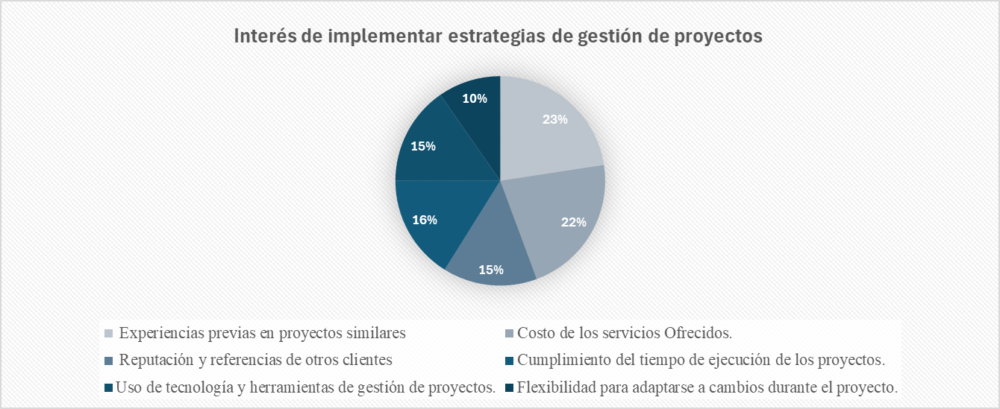 Interés de implementar estrategias de gestión de proyectos
10%
23%
15%
22%
16%
15%
Experiencias previas en proyectos similares
Costo de los servicios Ofrecidos.
Reputación y referencias de otros clientes
Cumplimiento del tiempo de ejecución de los proyectos.
Uso de tecnología y herramientas de gestión de proyectos.
Flexibilidad para adaptarse a cambios durante el proyecto.